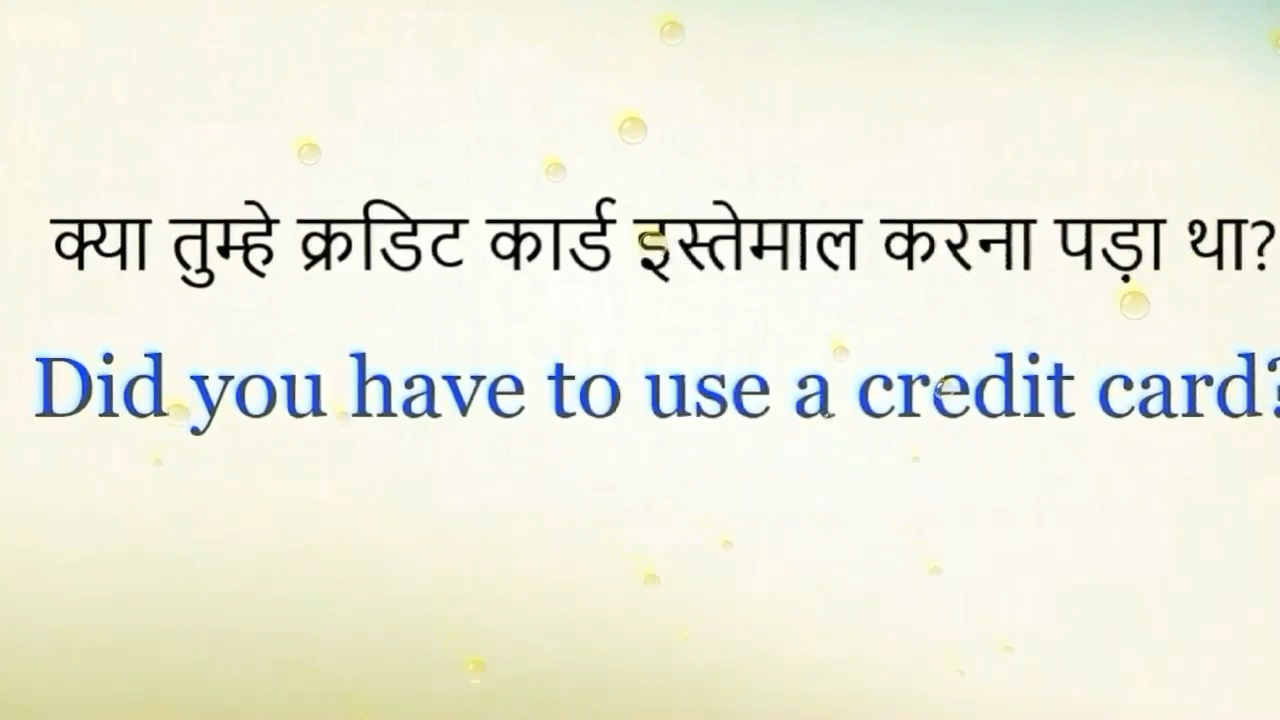 क्या तुम्हे क्रडिट कार्ड इस्तेमाल करना पड़ा था?
Did you have to use a credit card?